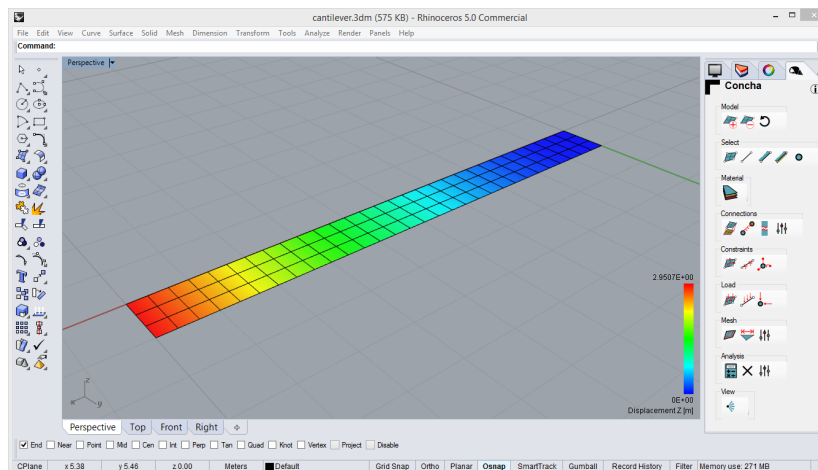 cantilever.3dm (575 KB) - Rhinoceros 5.0 Commercial
File Edit View Curve Surface Solid Mesh Dimension Transform Tools Analyze Render Panels Help
Command:
Perspective
Concha
Model
Select
Material
Connections
Constraints
Load
Mesh
Analysis
View
2.9507E+00
0E+00
Displacement Z [m]
z
x
y
Perspective Top Front Right
End Near Point Mid Cen Int Perp Tan Quad Knot Vertex Project Disable
CPlane x 5.38 y 5.46 z 0.00 Meters Default Grid Snap Ortho Planar Osnap SmartTrack Gumball Record History Filter Memory use: 271 MB